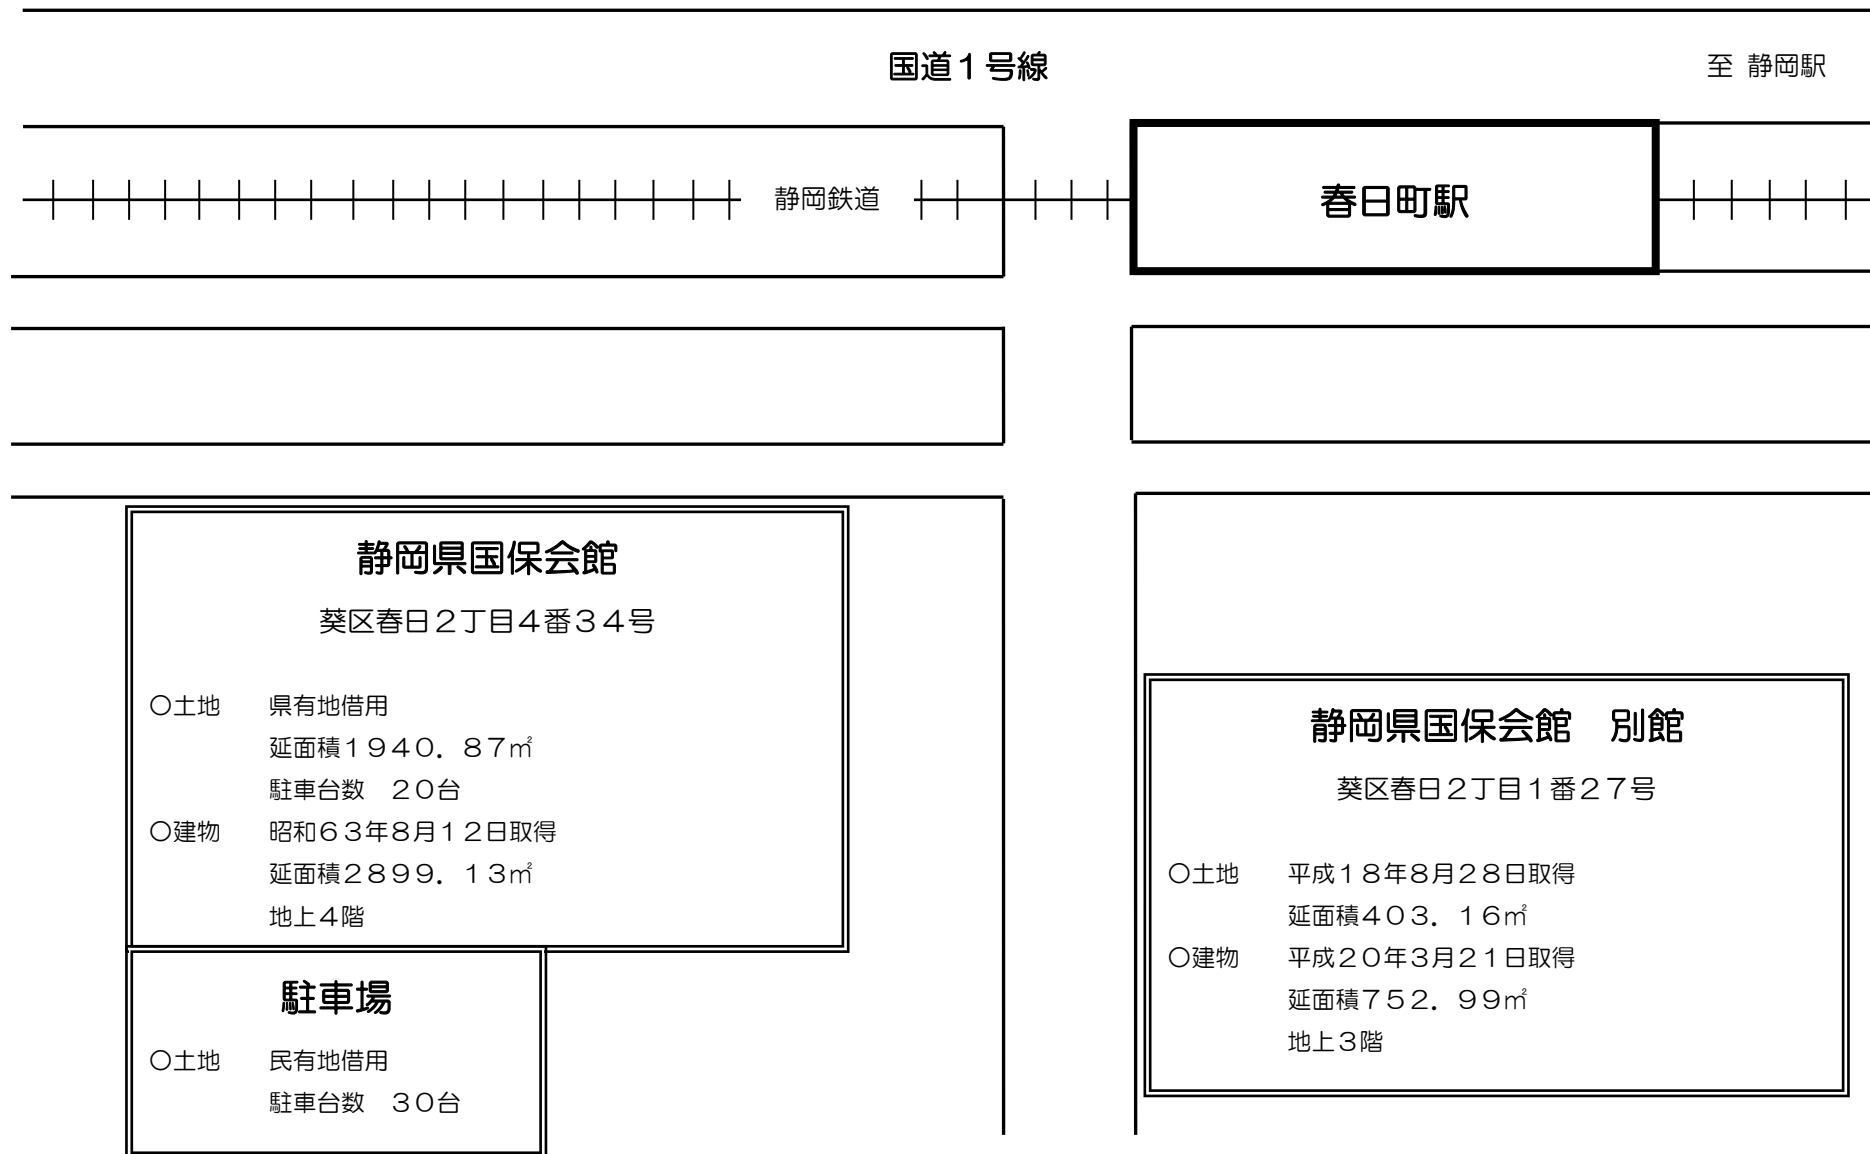 国道１号線
至 静岡駅
静岡鉄道
春日町駅
静岡県国保会館
葵区春日２丁目４番３４号
○土地　県有地借用
延面積１９４０．８７㎡
駐車台数　２０台
○建物　昭和６３年８月１２日取得
延面積２８９９．１３㎡
地上４階
駐車場
○土地　民有地借用
駐車台数　３０台
静岡県国保会館　別館
葵区春日２丁目１番２７号
○土地　平成１８年８月２８日取得
延面積４０３．１６㎡
○建物　平成２０年３月２１日取得
延面積７５２．９９㎡
地上３階